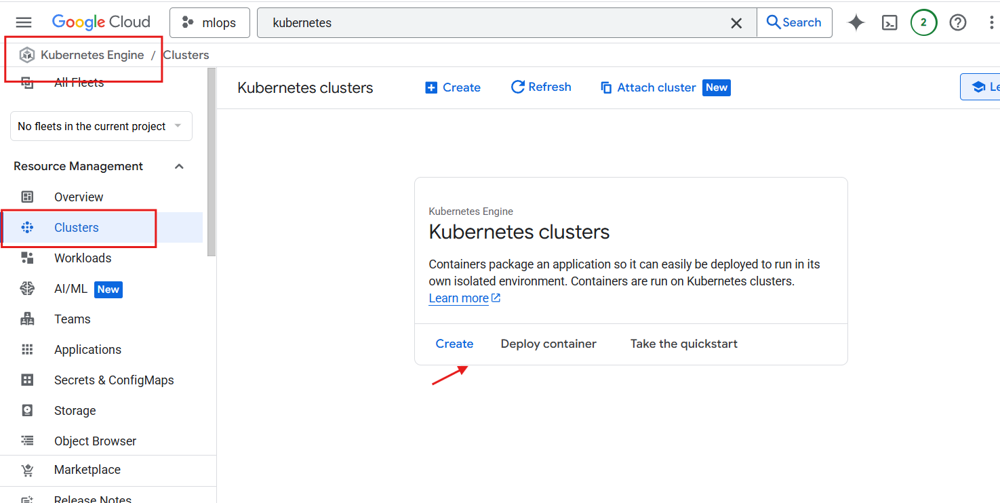 Google Cloud
mlops
kubernetes
Search
2
Kubernetes Engine / Clusters
All Fleets
No fleets in the current project
Resource Management
Overview
Clusters
Workloads
AI/ML New
Teams
Applications
Secrets & ConfigMaps
Storage
Object Browser
Marketplace
Release Notes
Kubernetes clusters
Create
Refresh
Attach cluster New
Le
Kubernetes Engine
Kubernetes clusters
Containers package an application so it can easily be deployed to run in its
own isolated environment. Containers are run on Kubernetes clusters.
Learn more
Create Deploy container Take the quickstart